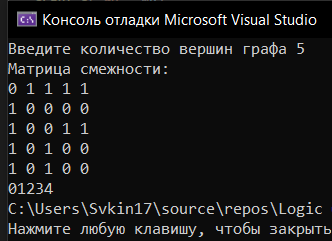 Консоль отладки Microsoft Visual Studio
Введите количество вершин графа 5
Матрица смежности:
0 1 1 1 1
1 0 0 0 0
1 0 0 1 1
1 0 1 0 0
1 0 1 0 0
01234
C:\Users\Svkin17\source\repos\Logic
Нажмите любую клавишу, чтобы закрыть